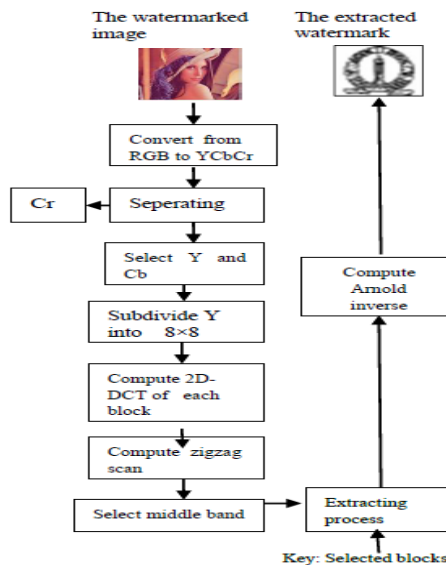 The watermarked
image
The extracted
watermark
Convert from
RGB to YCbCr
Cr
Seperating
Select Y and
Cb
Subdivide Y
into 8×8
Compute 2D-
DCT of each
block
Compute zigzag
scan
Select middle band
Compute
Arnold
inverse
Extracting
process
Key: Selected blocks